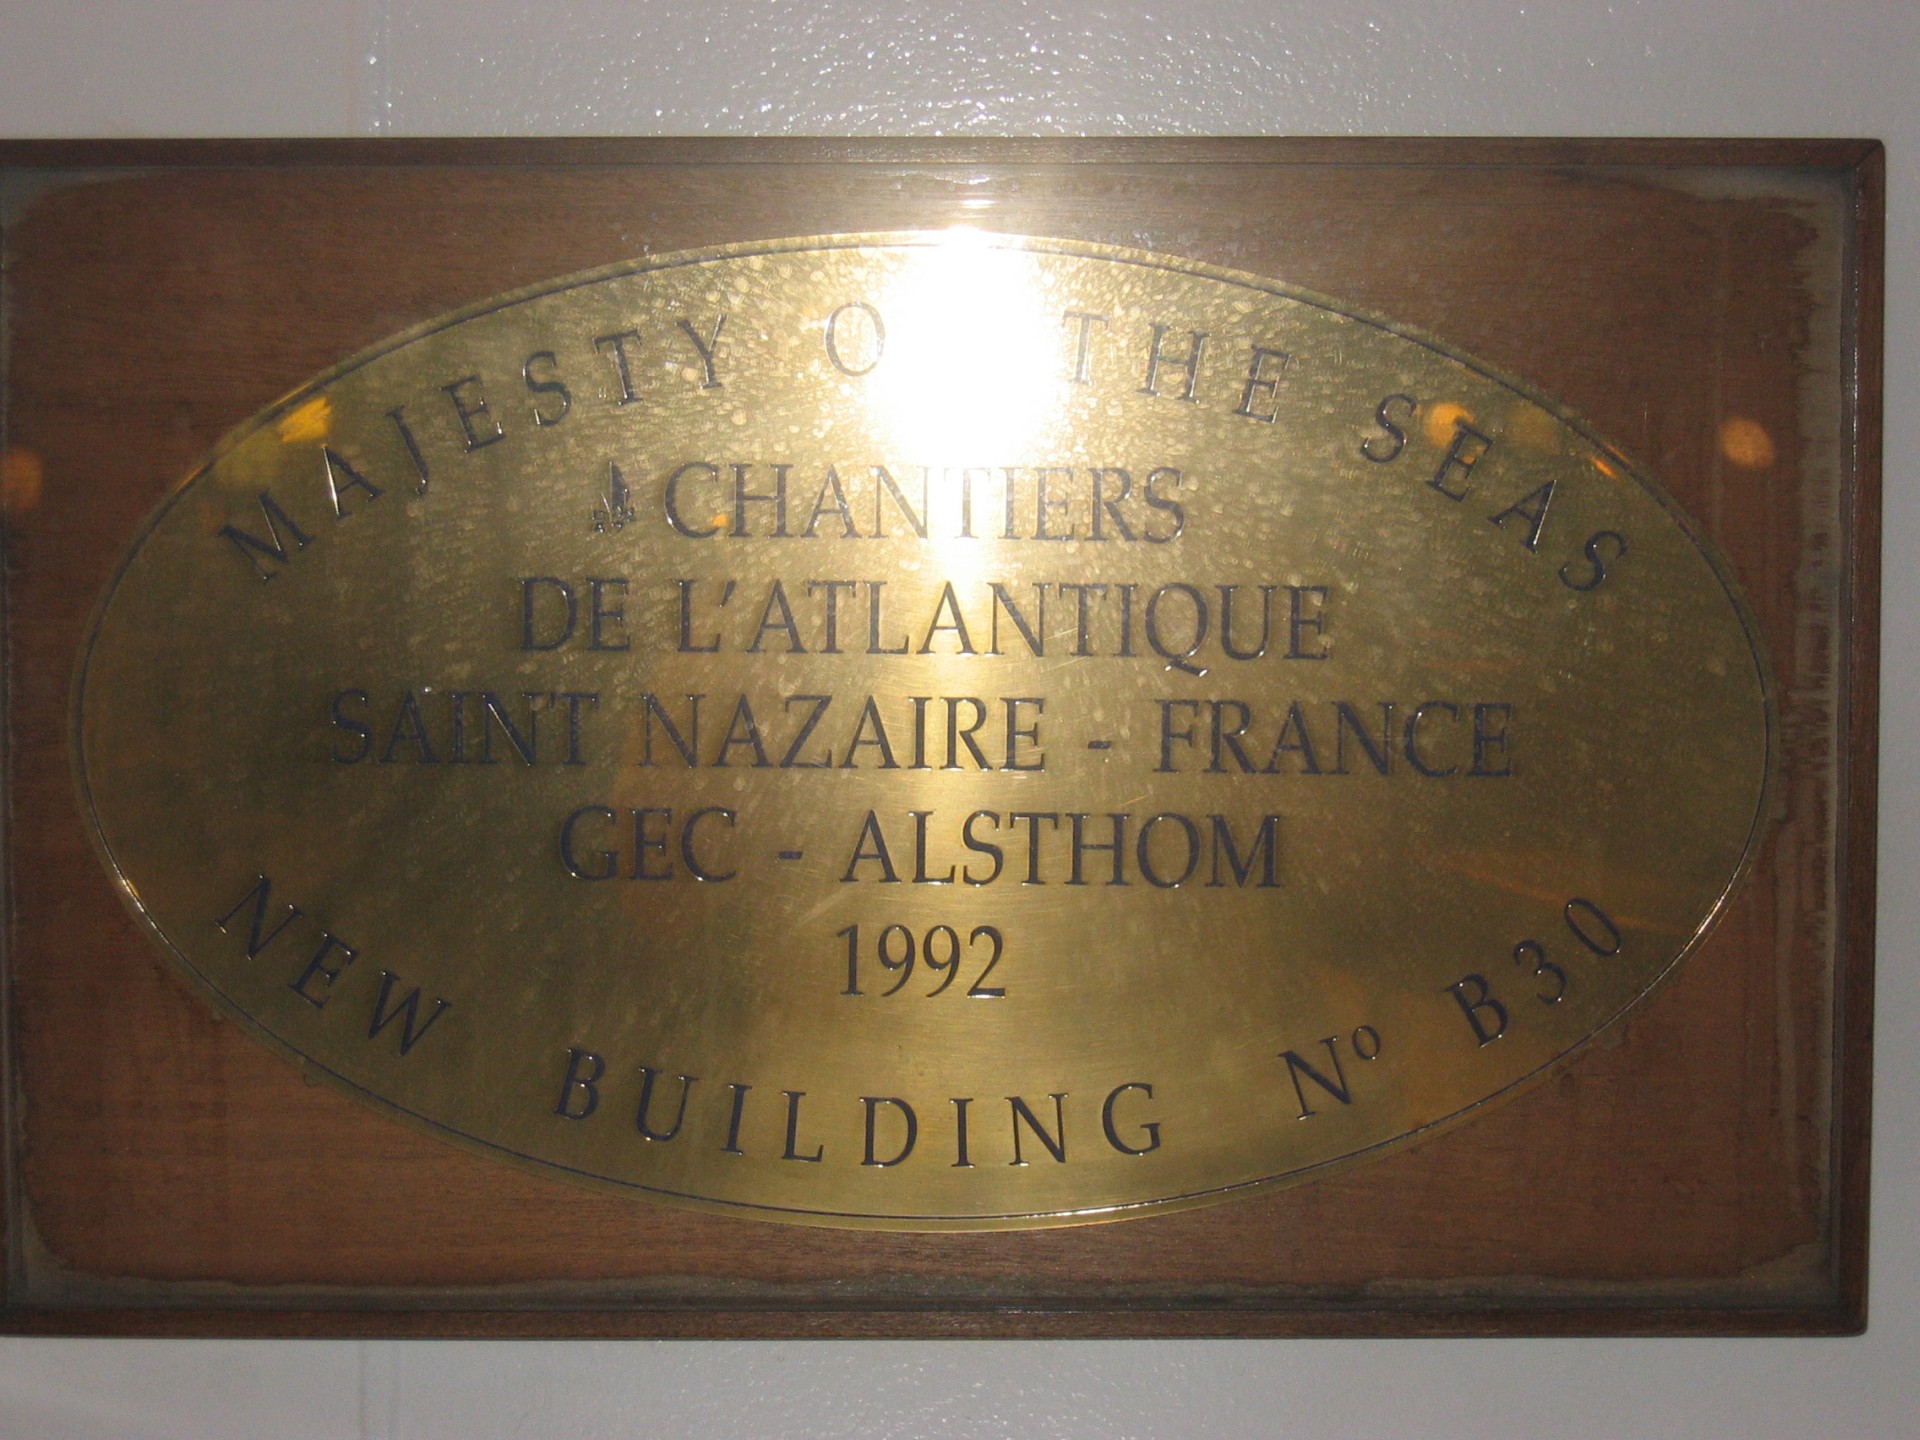 MAJESTY O THE SEAS
CHANTIERS
DE L'ATLANTIQUE
SAINT NAZAIRE - FRANCE
GEC - ALSTHOM
1992
NEW BUILDING Nº B30